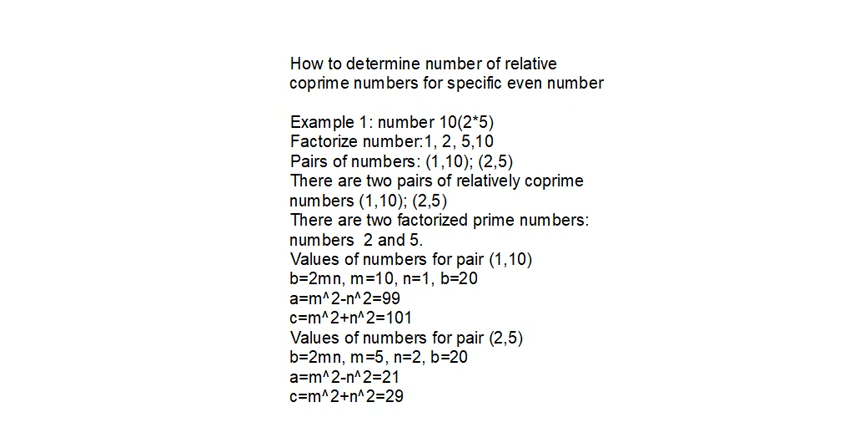 How to determine number of relative
coprime numbers for specific even number
Example 1: number 10(2*5)
Factorize number:1, 2, 5,10
Pairs of numbers: (1,10); (2,5)
There are two pairs of relatively coprime
numbers (1,10); (2,5)
There are two factorized prime numbers:
numbers  2 and 5.
Values of numbers for pair (1,10)
b=2mn, m=10, n=1, b=20
a=m^2-n^2=99
c=m^2+n^2=101
Values of numbers for pair (2,5)
b=2mn, m=5, n=2, b=20
a=m^2-n^2=21
c=m^2+n^2=29